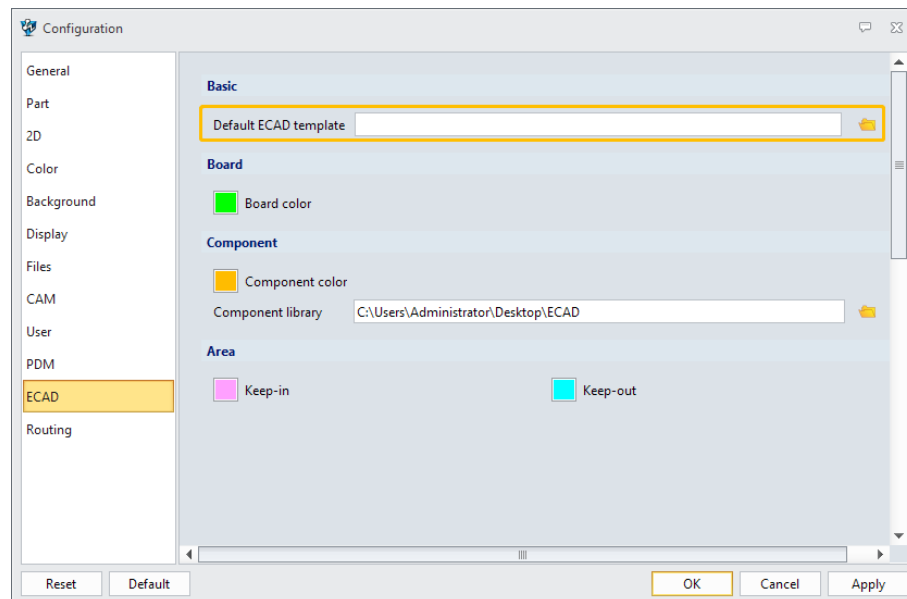 Configuration
General
Part
2D
Color
Background
Display
Files
CAM
User
PDM
ECAD
Routing
Basic
Default ECAD template
Board
Board color
Component
Component color
Component library C:\Users\Administrator\Desktop\ECAD
Area
Keep-in Keep-out
Reset Default OK Cancel Apply